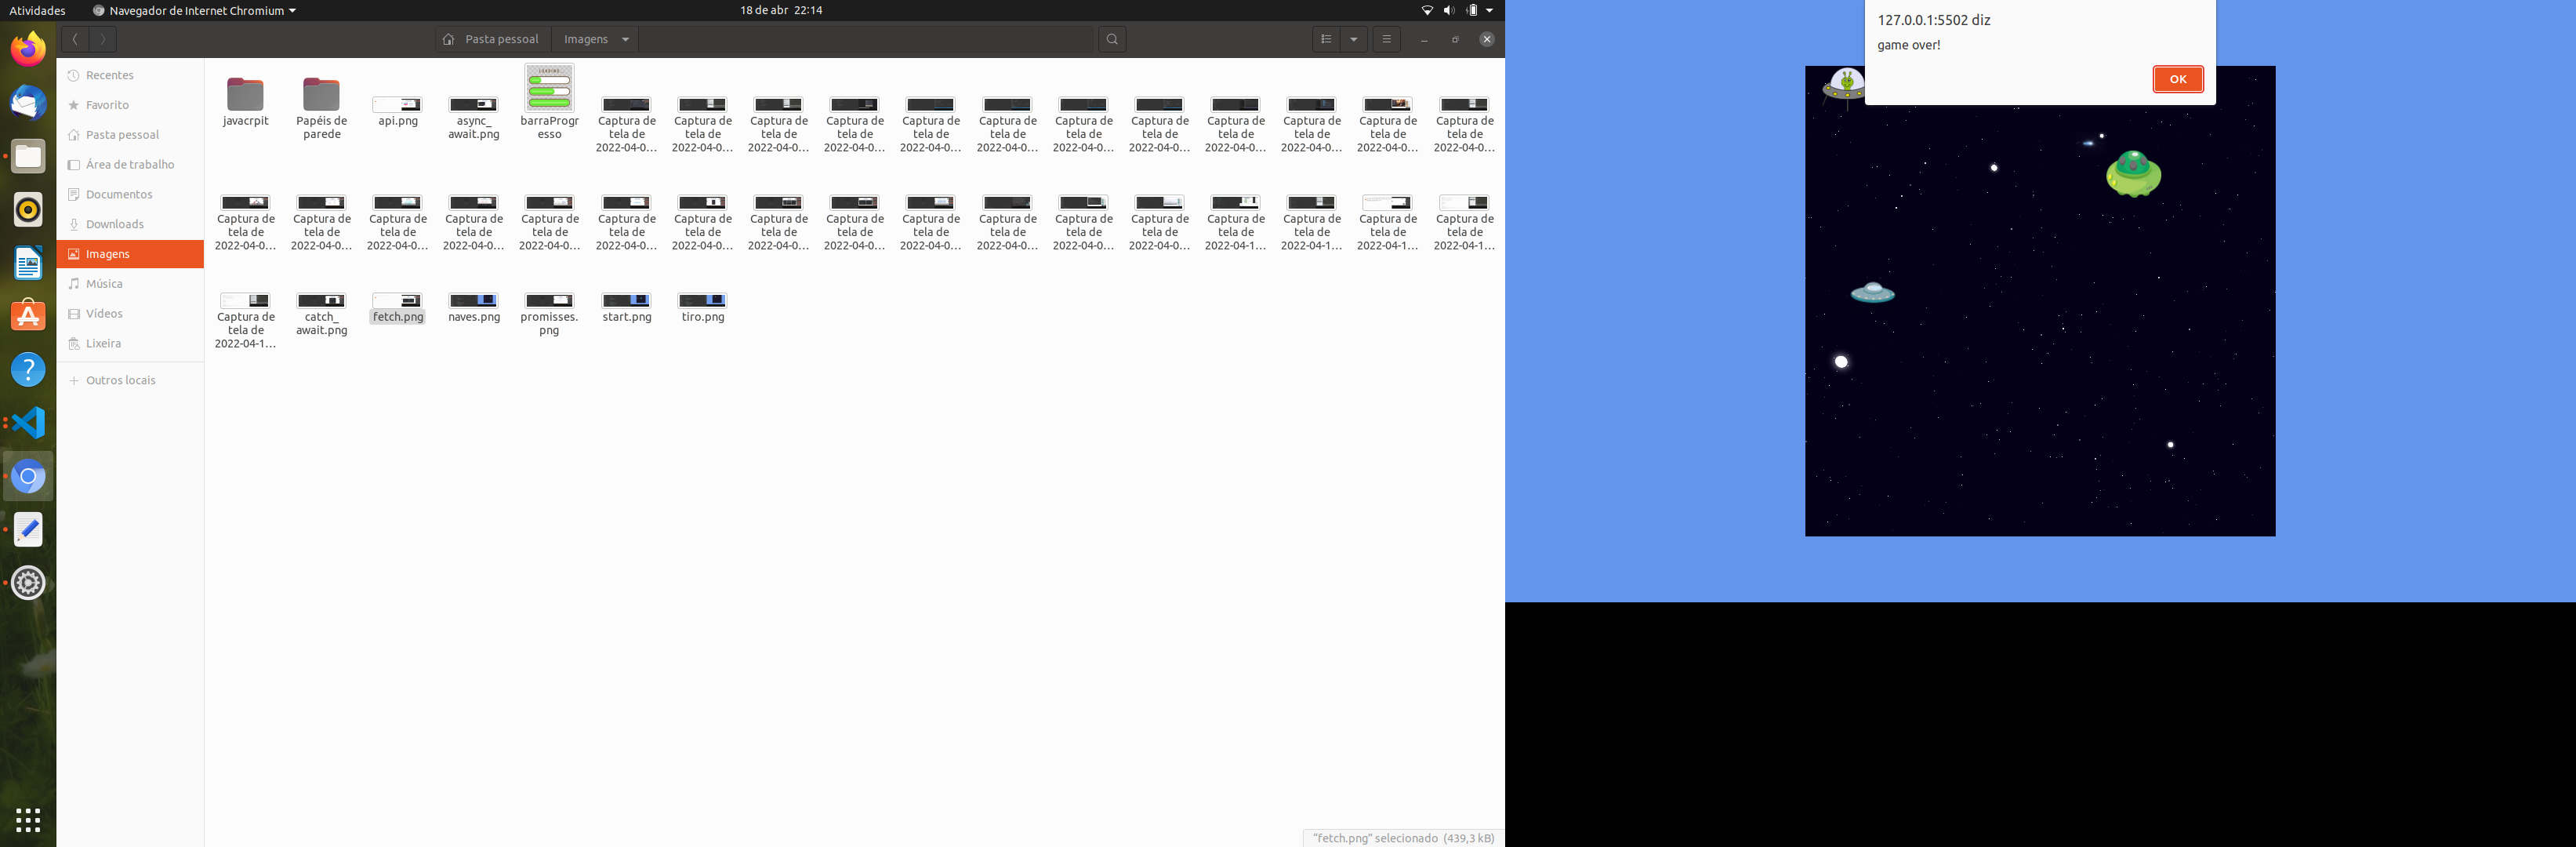 Atividades
Navegador de Internet Chromium
18 de abr 22:14
Pasta pessoal
Imagens
Recentes
Favorito
Pasta pessoal
Área de trabalho
Documentos
Downloads
Imagens
Música
Vídeos
Lixeira
Outros locais
javacrpit
Papéis de
parede
api.png
async_
await.png
barraProgr
esso
Captura de
tela de
2022-04-0…
Captura de
tela de
2022-04-0…
Captura de
tela de
2022-04-0…
Captura de
tela de
2022-04-0…
Captura de
tela de
2022-04-0…
Captura de
tela de
2022-04-0…
Captura de
tela de
2022-04-0…
Captura de
tela de
2022-04-0…
Captura de
tela de
2022-04-0…
Captura de
tela de
2022-04-0…
Captura de
tela de
2022-04-0…
Captura de
tela de
2022-04-0…
Captura de
tela de
2022-04-0…
Captura de
tela de
2022-04-0…
Captura de
tela de
2022-04-0…
Captura de
tela de
2022-04-0…
Captura de
tela de
2022-04-0…
Captura de
tela de
2022-04-0…
Captura de
tela de
2022-04-0…
Captura de
tela de
2022-04-0…
Captura de
tela de
2022-04-0…
Captura de
tela de
2022-04-0…
Captura de
tela de
2022-04-0…
Captura de
tela de
2022-04-0…
Captura de
tela de
2022-04-0…
Captura de
tela de
2022-04-1…
Captura de
tela de
2022-04-1…
Captura de
tela de
2022-04-1…
Captura de
tela de
2022-04-1…
Captura de
tela de
2022-04-1…
catch_
await.png
fetch.png
naves.png
promisses.
png
start.png
tiro.png
"fetch.png" selecionado (439,3 kB)
127.0.0.1:5502 diz
game over!
OK